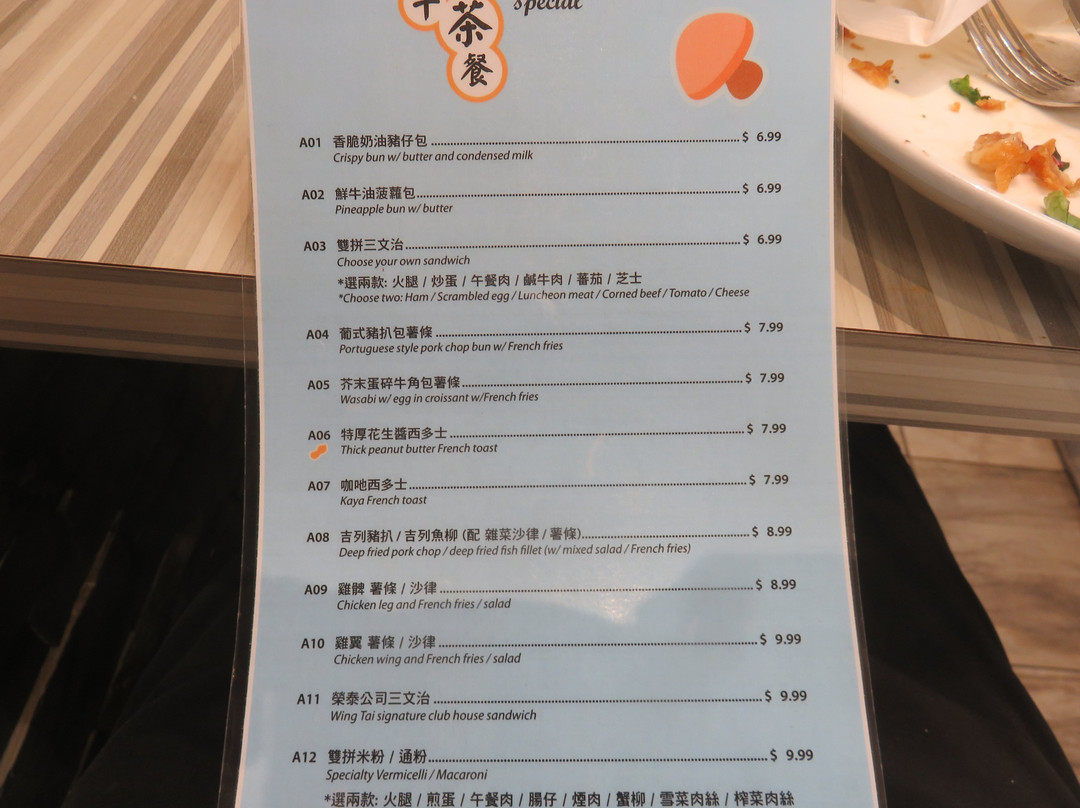 special
茶
餐
A01 香脆奶油豬仔包 $ 6.99
Crispy bun w/ butter and condensed milk
A02 鮮牛油菠蘿包 $ 6.99
Pineapple bun w/ butter
A03 雙拼三文治 $ 6.99
Choose your own sandwich
*選兩款: 火腿 / 炒蛋 / 午餐肉 / 鹹牛肉 / 蕃茄 / 芝士
*Choose two: Ham / Scrambled egg / Luncheon meat / Corned beef / Tomato / Cheese
A04 葡式豬扒包薯條 $ 7.99
Portuguese style pork chop bun w/ French fries
A05 芥末蛋碎牛角包薯條 $ 7.99
Wasabi w/ egg in croissant w/French fries
A06 特厚花生醬西多士 $ 7.99
Thick peanut butter French toast
A07 咖吔西多士 $ 7.99
Kaya French toast
A08 吉列豬扒 / 吉列魚柳 (配 雜菜沙律 / 薯條) $ 8.99
Deep fried pork chop / deep fried fish fillet (w/ mixed salad / French fries)
A09 雞髀 薯條 / 沙律 $ 8.99
Chicken leg and French fries / salad
A10 雞翼 薯條 / 沙律 $ 9.99
Chicken wing and French fries / salad
A11 榮泰公司三文治 $ 9.99
Wing Tai signature club house sandwich
A12 雙拼米粉 / 通粉 $ 9.99
Specialty Vermicelli / Macaroni
*選兩款: 火腿 / 煎蛋 / 午餐肉 / 腸仔 / 煙肉 / 蟹柳 / 雪菜肉絲 / 榨菜肉絲